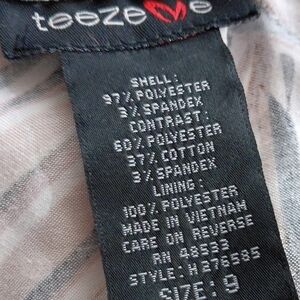 teeze e
SHELL:
97% POLYESTER
3% SPANDEX
CONTRAST:
60% POLYESTER
37% COTTON
3% SPANDEX
LINING:
100% POLYESTER
MADE IN VIETNAM
CARE ON REVERSE
RN 48533
STYLE: H276585
SIZE: 9